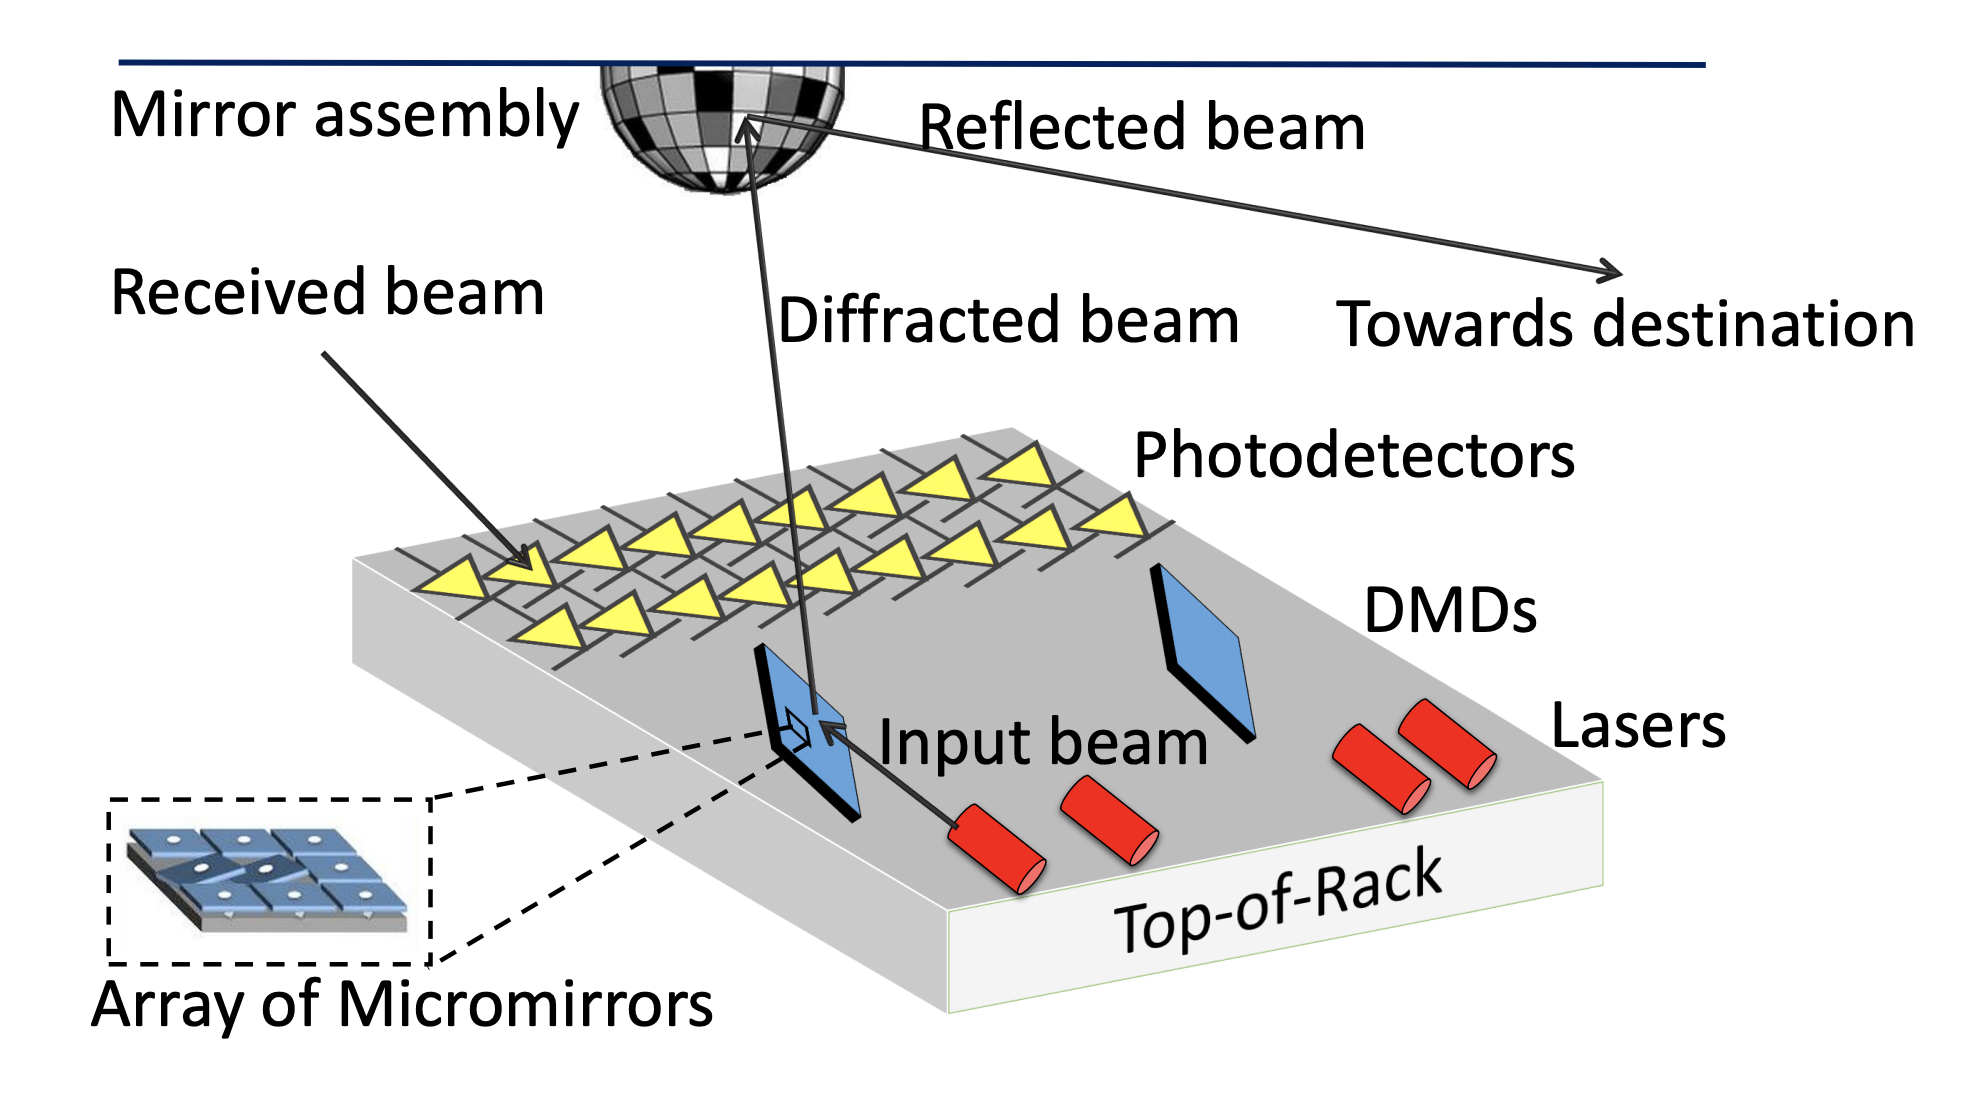 Mirror assembly
Reflected beam
Received beam
Diffracted beam
Towards destination
Photodetectors
DMDs
Lasers
Input beam
Top-of-Rack
Array of Micromirrors